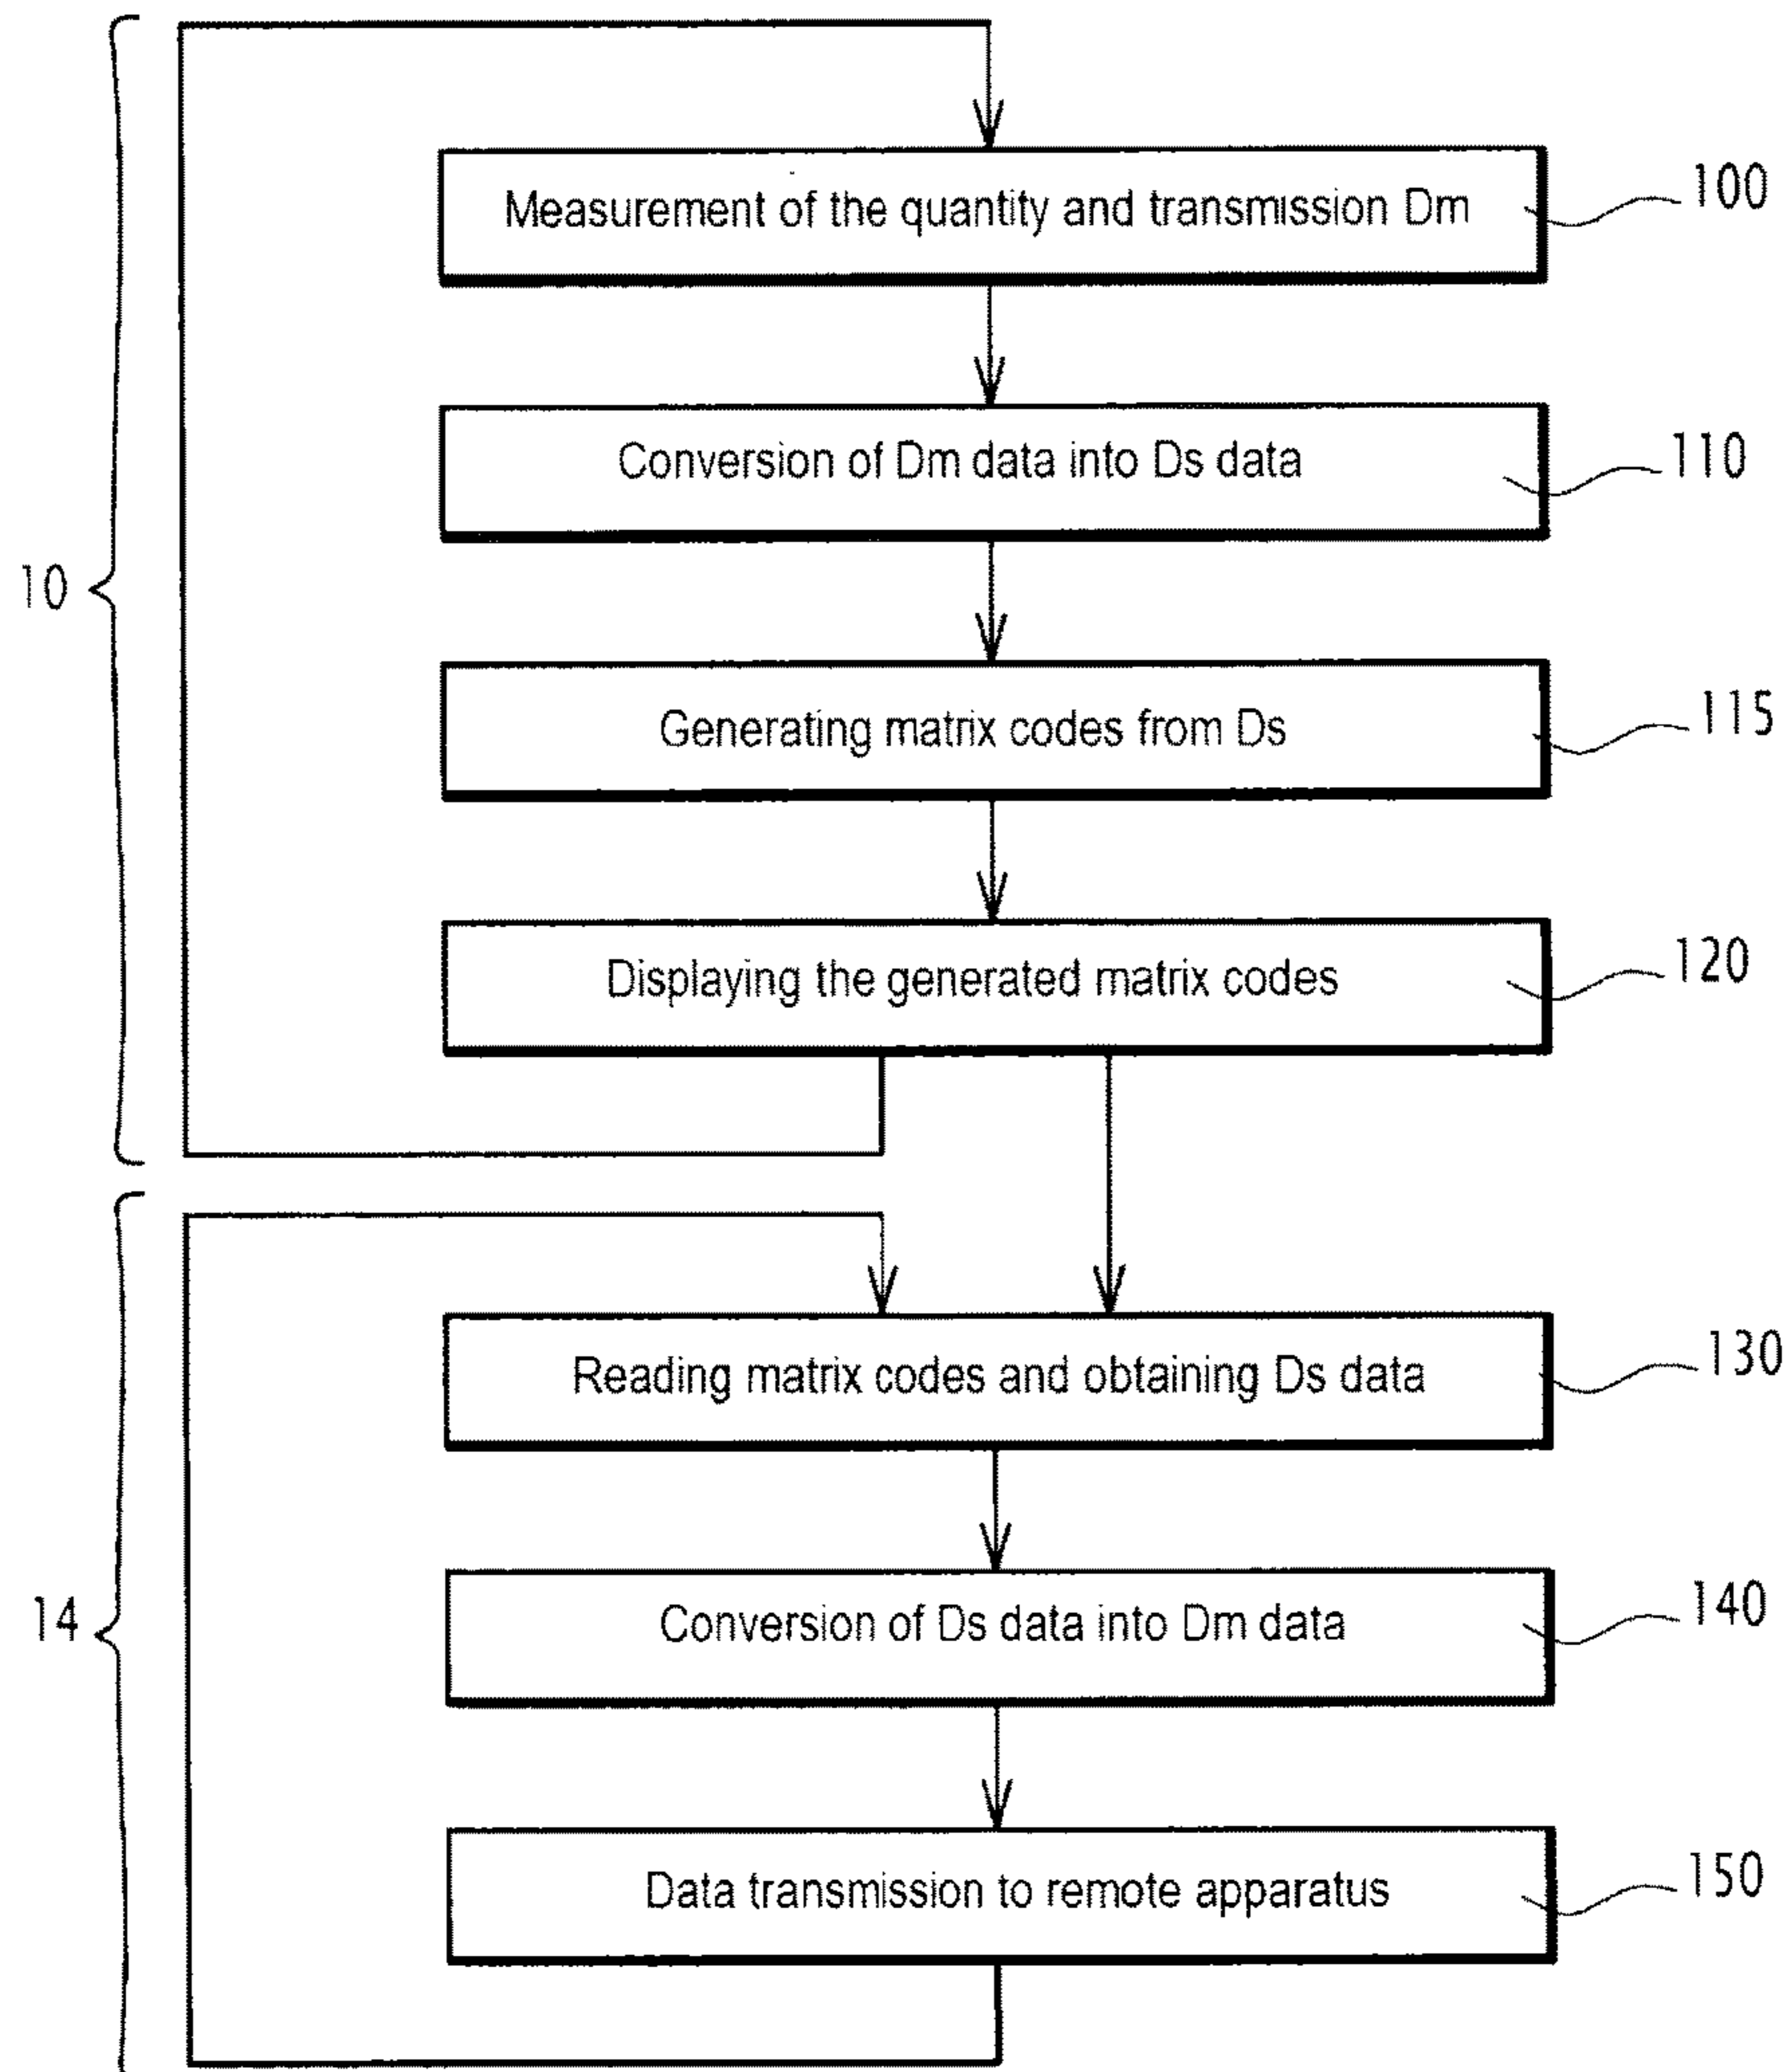 Measurement of the quantity and transmission Dm
100
Conversion of Dm data into Ds data
110
10
Generating matrix codes from Ds
115
Displaying the generated matrix codes
120
Reading matrix codes and obtaining Ds data
130
14
Conversion of Ds data into Dm data
140
Data transmission to remote apparatus
150